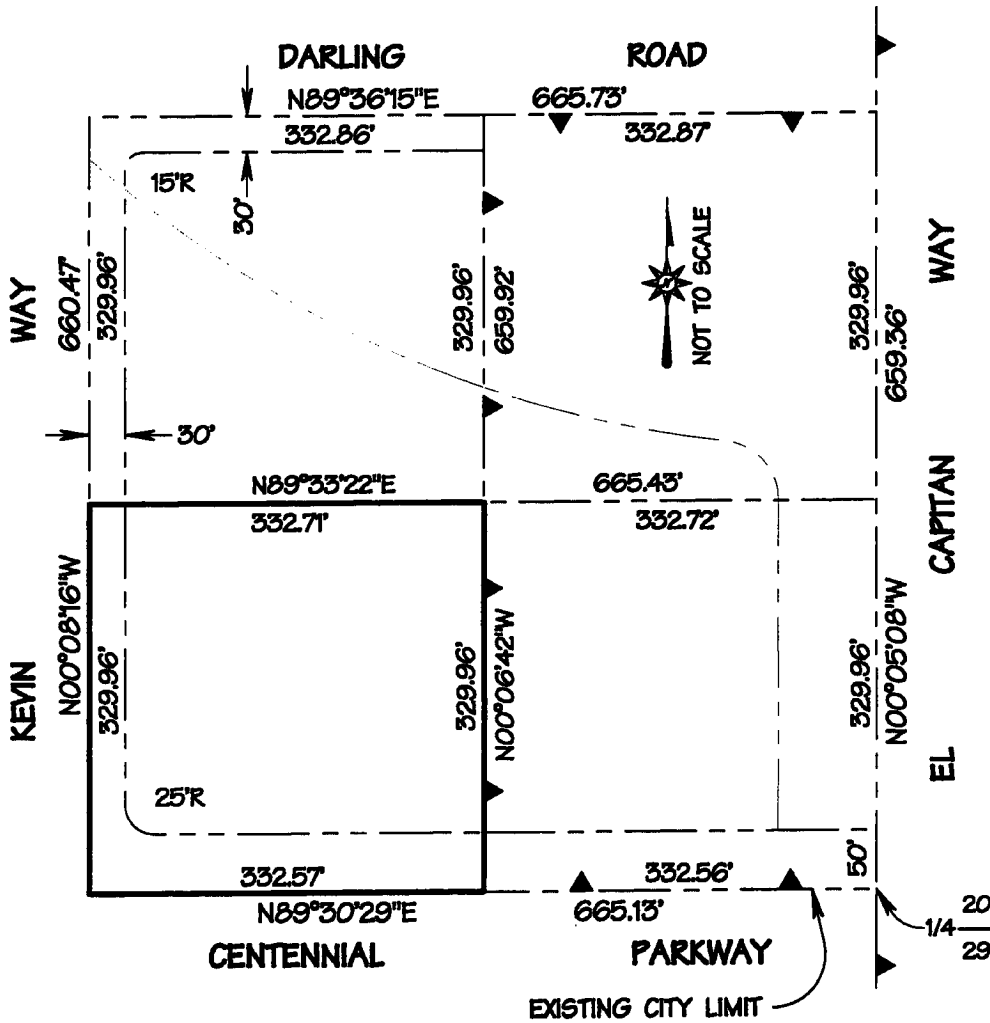 DARLING ROAD
N89°36'15"E 665.73'
332.86' 332.87'
15'R
30'
NOT TO SCALE
WAY
660.47'
329.96'
329.96'
659.92'
329.96'
659.36'
WAY
30'
N89°33'22"E 665.43'
332.71' 332.72'
CAPITAN
KEVIN
N00°08'16"W
329.96'
329.96'
N00°06'42"W
329.96'
N00°05'08"W
EL
25'R
50'
332.57' 332.56'
N89°30'29"E 665.13'
1/4
20
29
CENTENNIAL PARKWAY
EXISTING CITY LIMIT